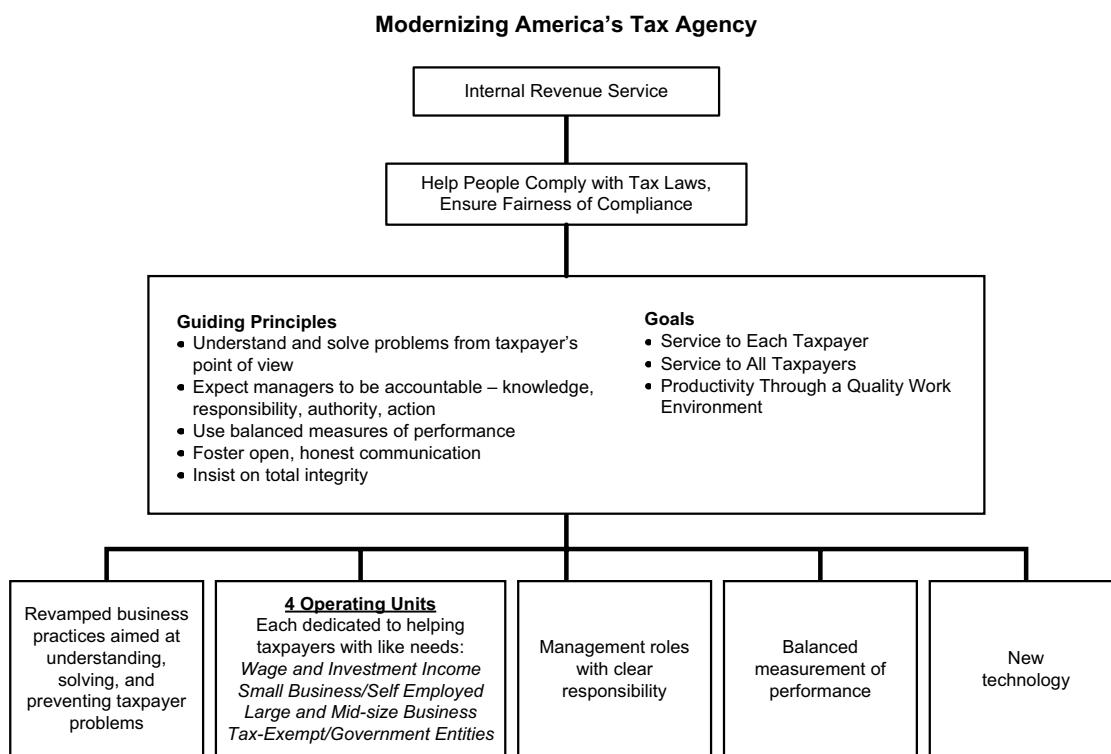 Modernizing America’s Tax Agency
Internal Revenue Service
Help People Comply with Tax Laws,
Ensure Fairness of Compliance
Guiding Principles
• Understand and solve problems from taxpayer’s
point of view
• Expect managers to be accountable – knowledge,
responsibility, authority, action
• Use balanced measures of performance
• Foster open, honest communication
• Insist on total integrity
Goals
• Service to Each Taxpayer
• Service to All Taxpayers
• Productivity Through a Quality Work
Environment
Revamped business
practices aimed at
understanding,
solving, and
preventing taxpayer
problems
4 Operating Units
Each dedicated to helping
taxpayers with like needs:
Wage and Investment Income
Small Business/Self Employed
Large and Mid-size Business
Tax-Exempt/Government Entities
Management roles
with clear
responsibility
Balanced
measurement of
performance
New
technology